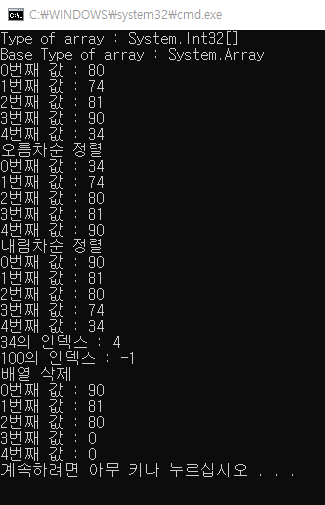 C:₩WINDOWS₩system32₩cmd.exe
Type of array : System.Int32[]
Base Type of array : System.Array
0번째 값 : 80
1번째 값 : 74
2번째 값 : 81
3번째 값 : 90
4번째 값 : 34
오름차순 정렬
0번째 값 : 34
1번째 값 : 74
2번째 값 : 80
3번째 값 : 81
4번째 값 : 90
내림차순 정렬
0번째 값 : 90
1번째 값 : 81
2번째 값 : 80
3번째 값 : 74
4번째 값 : 34
34의 인덱스 : 4
100의 인덱스 : -1
배열 삭제
0번째 값 : 90
1번째 값 : 81
2번째 값 : 80
3번째 값 : 0
4번째 값 : 0
계속하려면 아무 키나 누르십시오 . . .